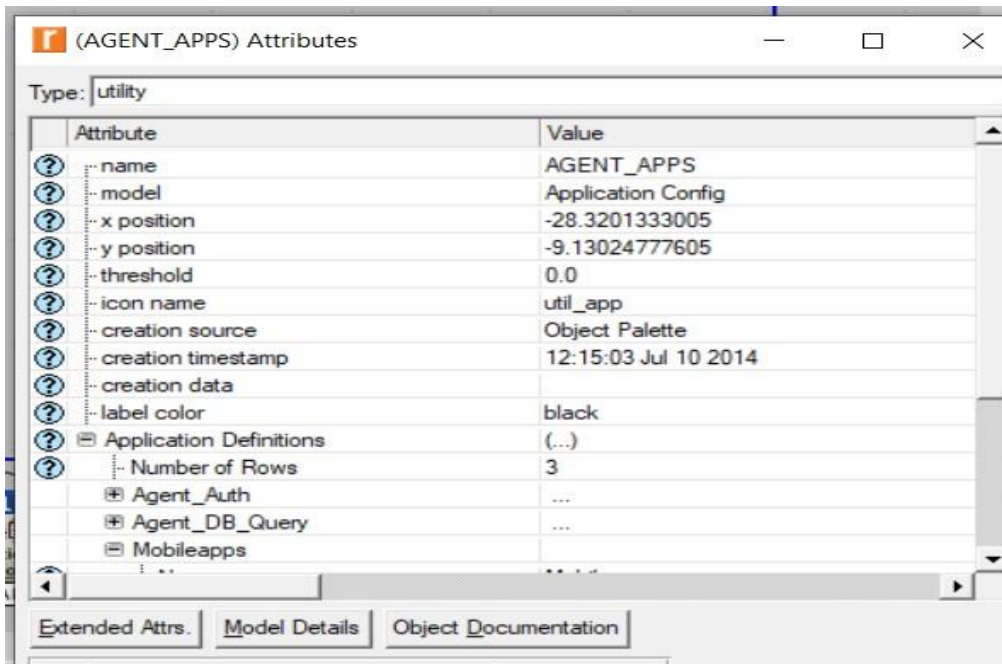 (AGENT_APPS) Attributes
Type: utility
Attribute Value
name AGENT_APPS
model Application Config
x position -28.3201333005
y position -9.13024777605
threshold 0.0
icon name util_app
creation source Object Palette
creation timestamp 12:15:03 Jul 10 2014
creation data
label color black
Application Definitions (...)
Number of Rows 3
Agent_Auth ...
Agent_DB_Query ...
Mobileapps
Extended Attrs. Model Details Object Documentation